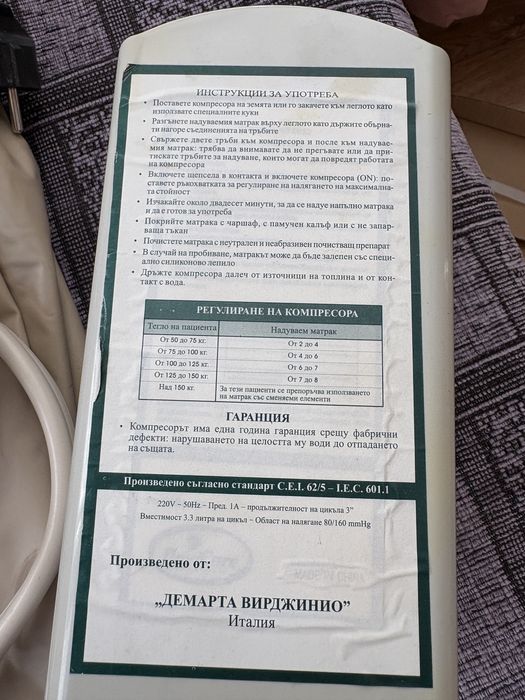 ИНСТРУКЦИИ ЗА УПОТРЕБА
• Поставете компресора на земята или го закачете към леглото като
използвате специалните куки
• Разгънете надуваемия матрак върху леглото като държите обърна-
ти нагоре съединенията на тръбите
• Свържете двете тръби към компресора и после към надуваe-
мия матрак: трябва да внимавате да не прегъвате или да при-
тискате тръбите за надуване, които могат да повредят работата
на компресора
• Включете щепсела в контакта и включете компресора (ON): по-
ставете ръкохватката за регулиране на налягането на максимална-
та стойност
• Изчакайте около двадесет минути, за да се надуе напълно матрака
и да е готов за употреба
• Покрийте матрака с чаршаф, с памучен калъф или с не запар-
ваща тъкан
• Почистете матрака с неутрален и неабразивен почистващ препарат
• В случай на пробиване, матракът може да бъде залепен със специ-
ално силиконово лепило
• Дръжте компресора далеч от източници на топлина и от кон-
такт с вода.
РЕГУЛИРАНЕ НА КОМПРЕСОРА
Тегло на пациента Надуваем матрак
От 50 до 75 кг. От 2 до 4
От 75 до 100 кг. От 4 до 6
От 100 до 125 кг. От 6 до 7
От 125 до 150 кг. От 7 до 8
Над 150 кг. За тези пациенти се препоръчва използването
на матрак със сменяеми елементи
ГАРАНЦИЯ
• Компресорът има една година гаранция срещу фабрични
дефекти: нарушаването на целостта му води до отпадането
на същата.
Произведено съгласно стандарт C.E.I. 62/5 – I.E.C. 601.1
220V – 50Hz – Пред. 1A – продължителност на цикъла 3"
Вместимост 3.3 литра на цикъл – Област на налягане 80/160 mmHg
Произведено от:
„ДЕМАРТА ВИРДЖИНИО”
Италия